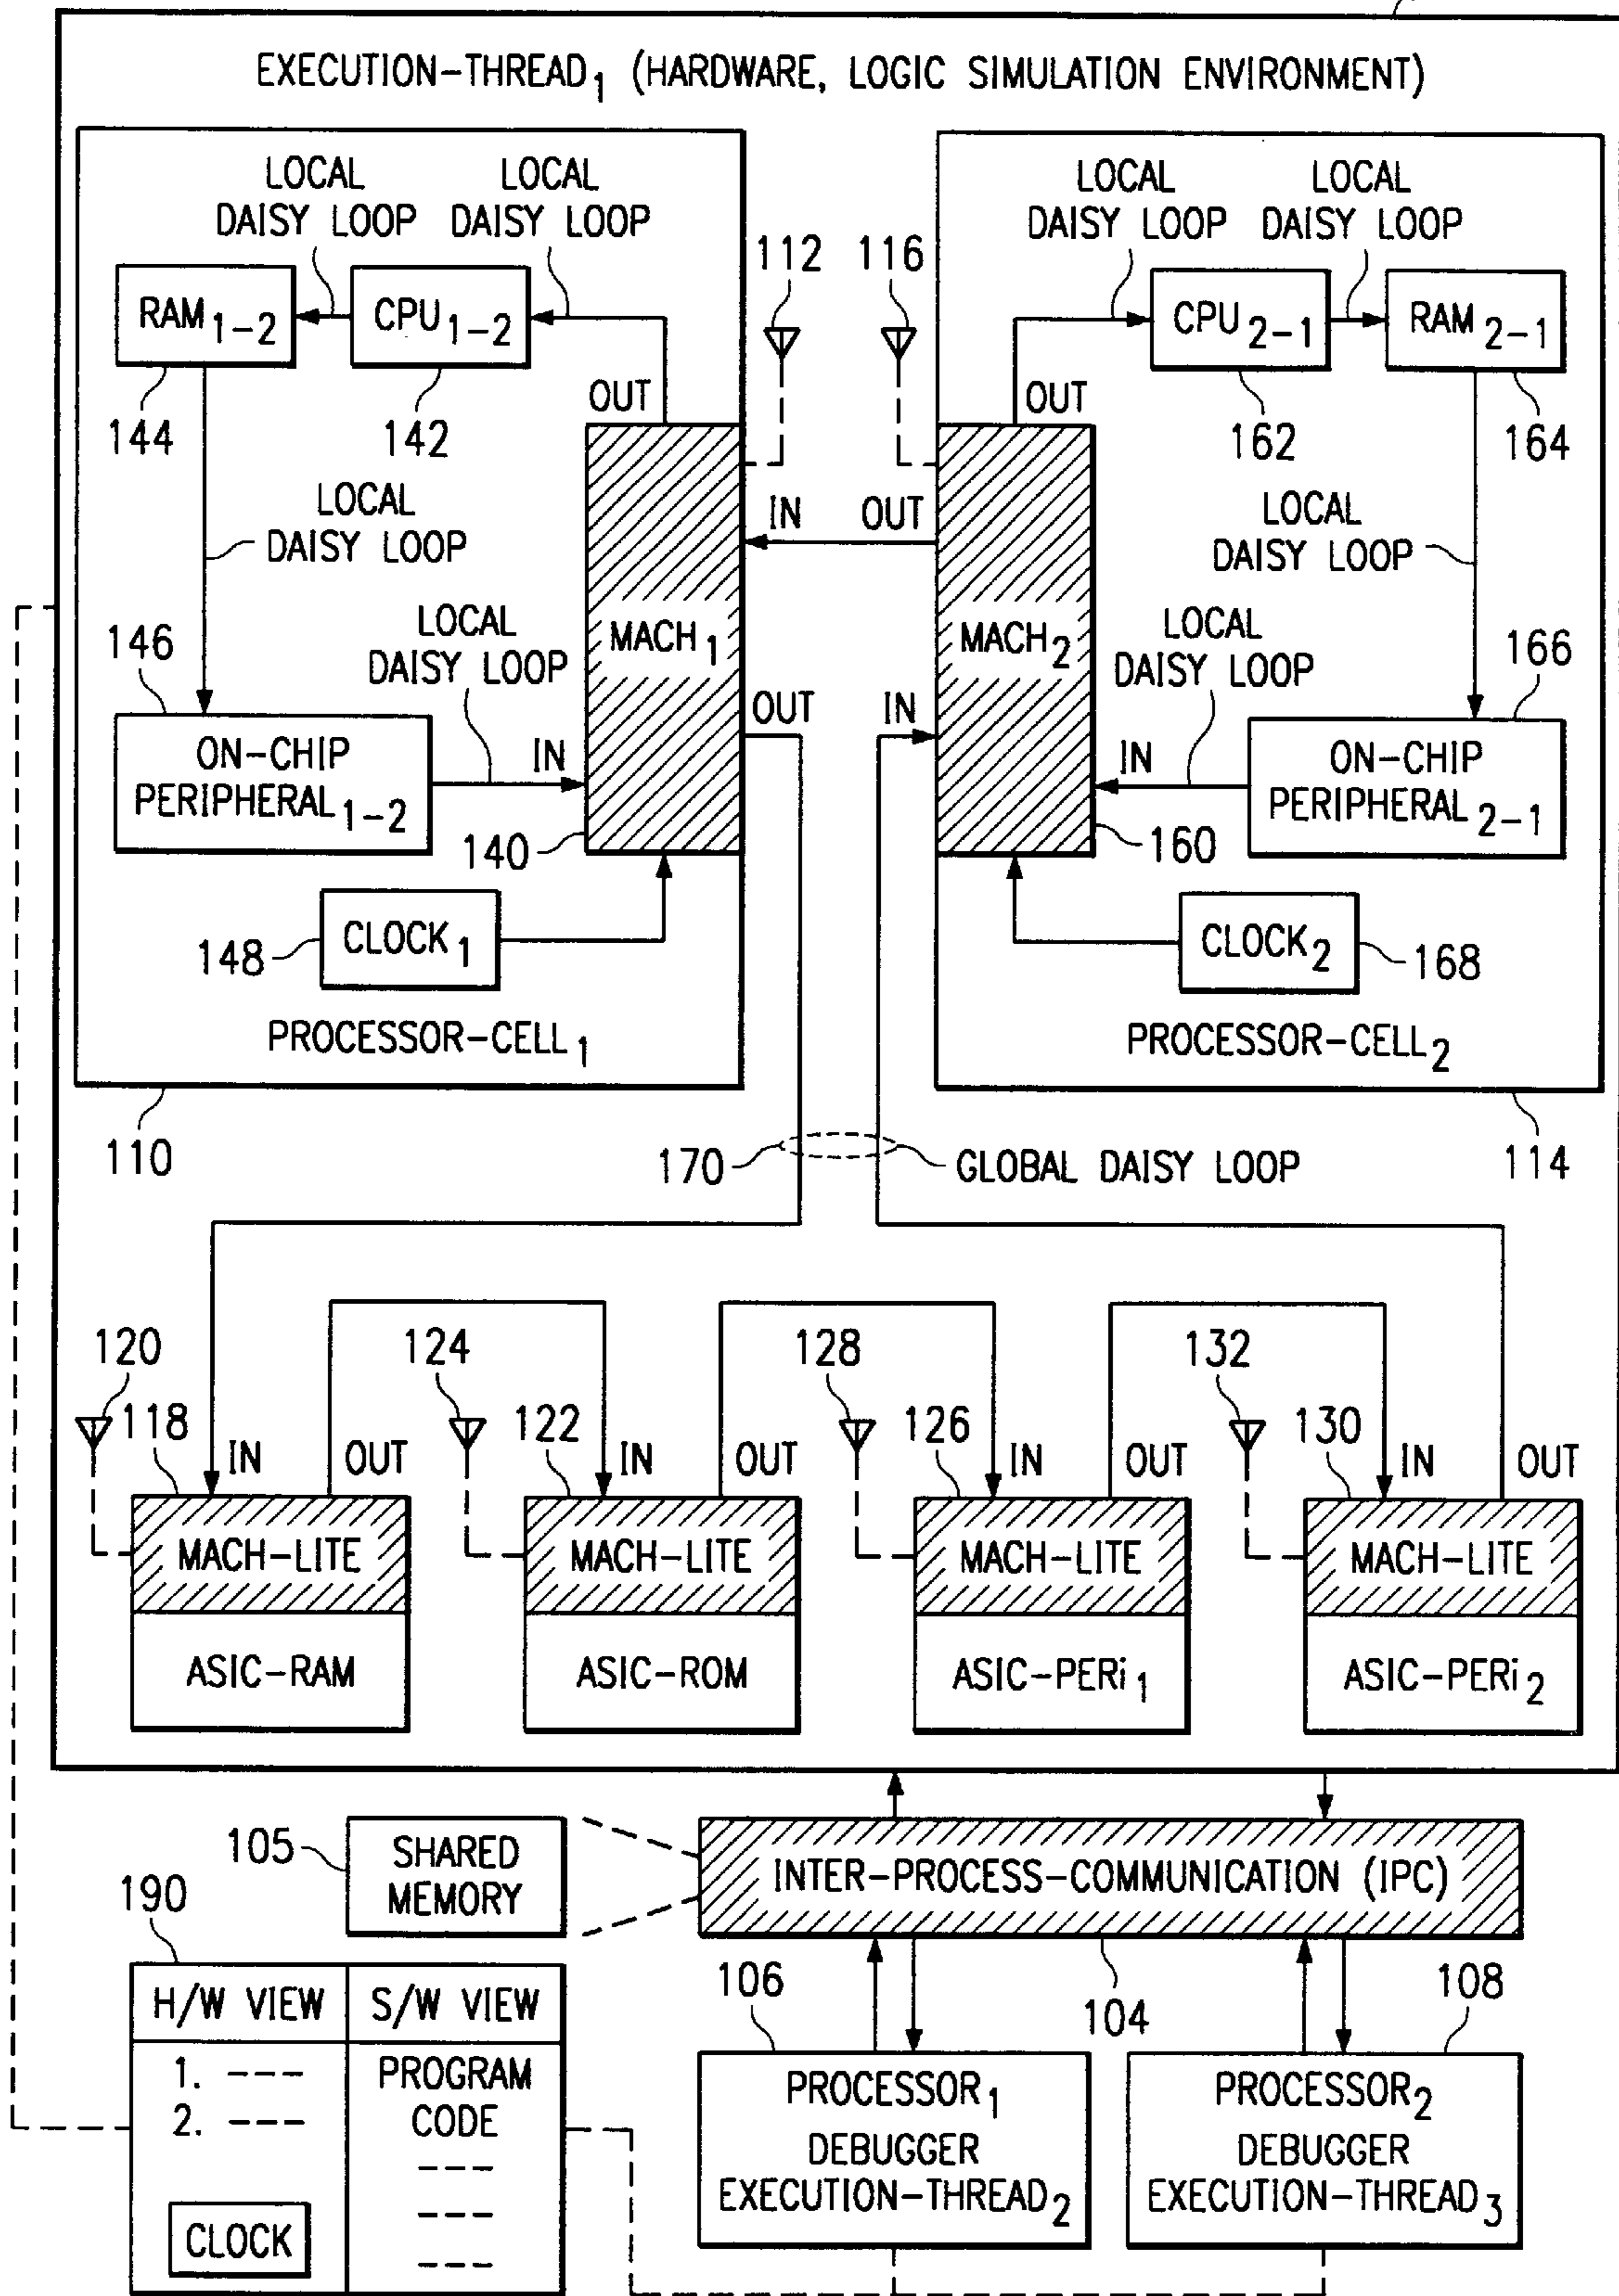 EXECUTION-THREAD1 (HARDWARE, LOGIC SIMULATION ENVIRONMENT)
LOCAL
DAISY LOOP
LOCAL
DAISY LOOP
RAM1-2
CPU1-2
144
142
OUT
112
116
LOCAL
DAISY LOOP
LOCAL
DAISY LOOP
CPU2-1
RAM2-1
OUT
162
164
LOCAL
DAISY LOOP
IN
OUT
LOCAL
DAISY LOOP
MACH1
MACH2
146
LOCAL
DAISY LOOP
OUT
IN
LOCAL
DAISY LOOP
166
ON-CHIP
PERIPHERAL1-2
IN
140
IN
160
ON-CHIP
PERIPHERAL2-1
148
CLOCK1
CLOCK2
168
PROCESSOR-CELL1
PROCESSOR-CELL2
110
170
GLOBAL DAISY LOOP
114
120
118
IN
OUT
124
122
IN
OUT
128
126
IN
OUT
132
130
IN
OUT
MACH-LITE
MACH-LITE
MACH-LITE
MACH-LITE
ASIC-RAM
ASIC-ROM
ASIC-PERi1
ASIC-PERi2
105
SHARED
MEMORY
INTER-PROCESS-COMMUNICATION (IPC)
190
H/W VIEW
S/W VIEW
1. ---
2. ---
CLOCK
PROGRAM
CODE
---
---
---
106
104
108
PROCESSOR1
DEBUGGER
EXECUTION-THREAD2
PROCESSOR2
DEBUGGER
EXECUTION-THREAD3